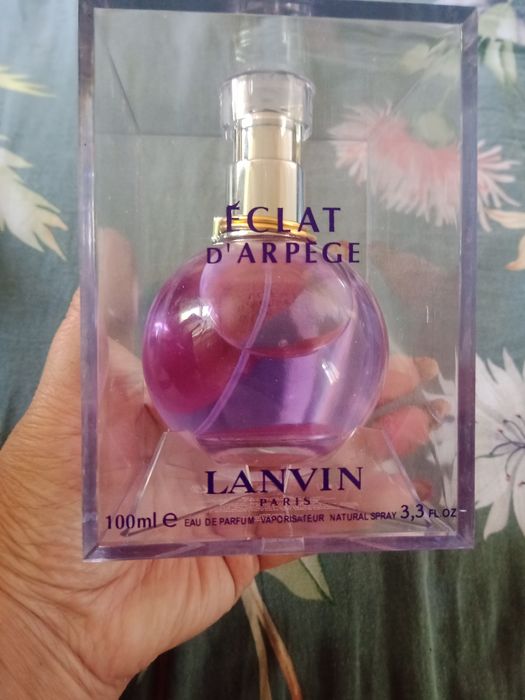 ÉCLAT
D'ARPÈGE
LANVIN
PARIS
100ml e EAU DE PARFUM VAPORISATEUR NATURAL SPRAY 3,3 FL OZ